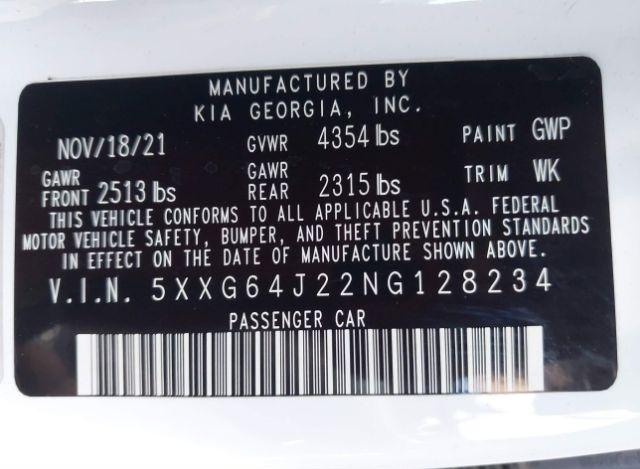 MANUFACTURED BY
KIA GEORGIA, INC.
NOV/18/21 GVWR 4354 lbs PAINT GWP
GAWR FRONT 2513 lbs GAWR REAR 2315 lbs TRIM WK
THIS VEHICLE CONFORMS TO ALL APPLICABLE U.S.A. FEDERAL
MOTOR VEHICLE SAFETY, BUMPER, AND THEFT PREVENTION STANDARDS
IN EFFECT ON THE DATE OF MANUFACTURE SHOWN ABOVE.
V.I.N. 5XXG64J22NG128234
PASSENGER CAR